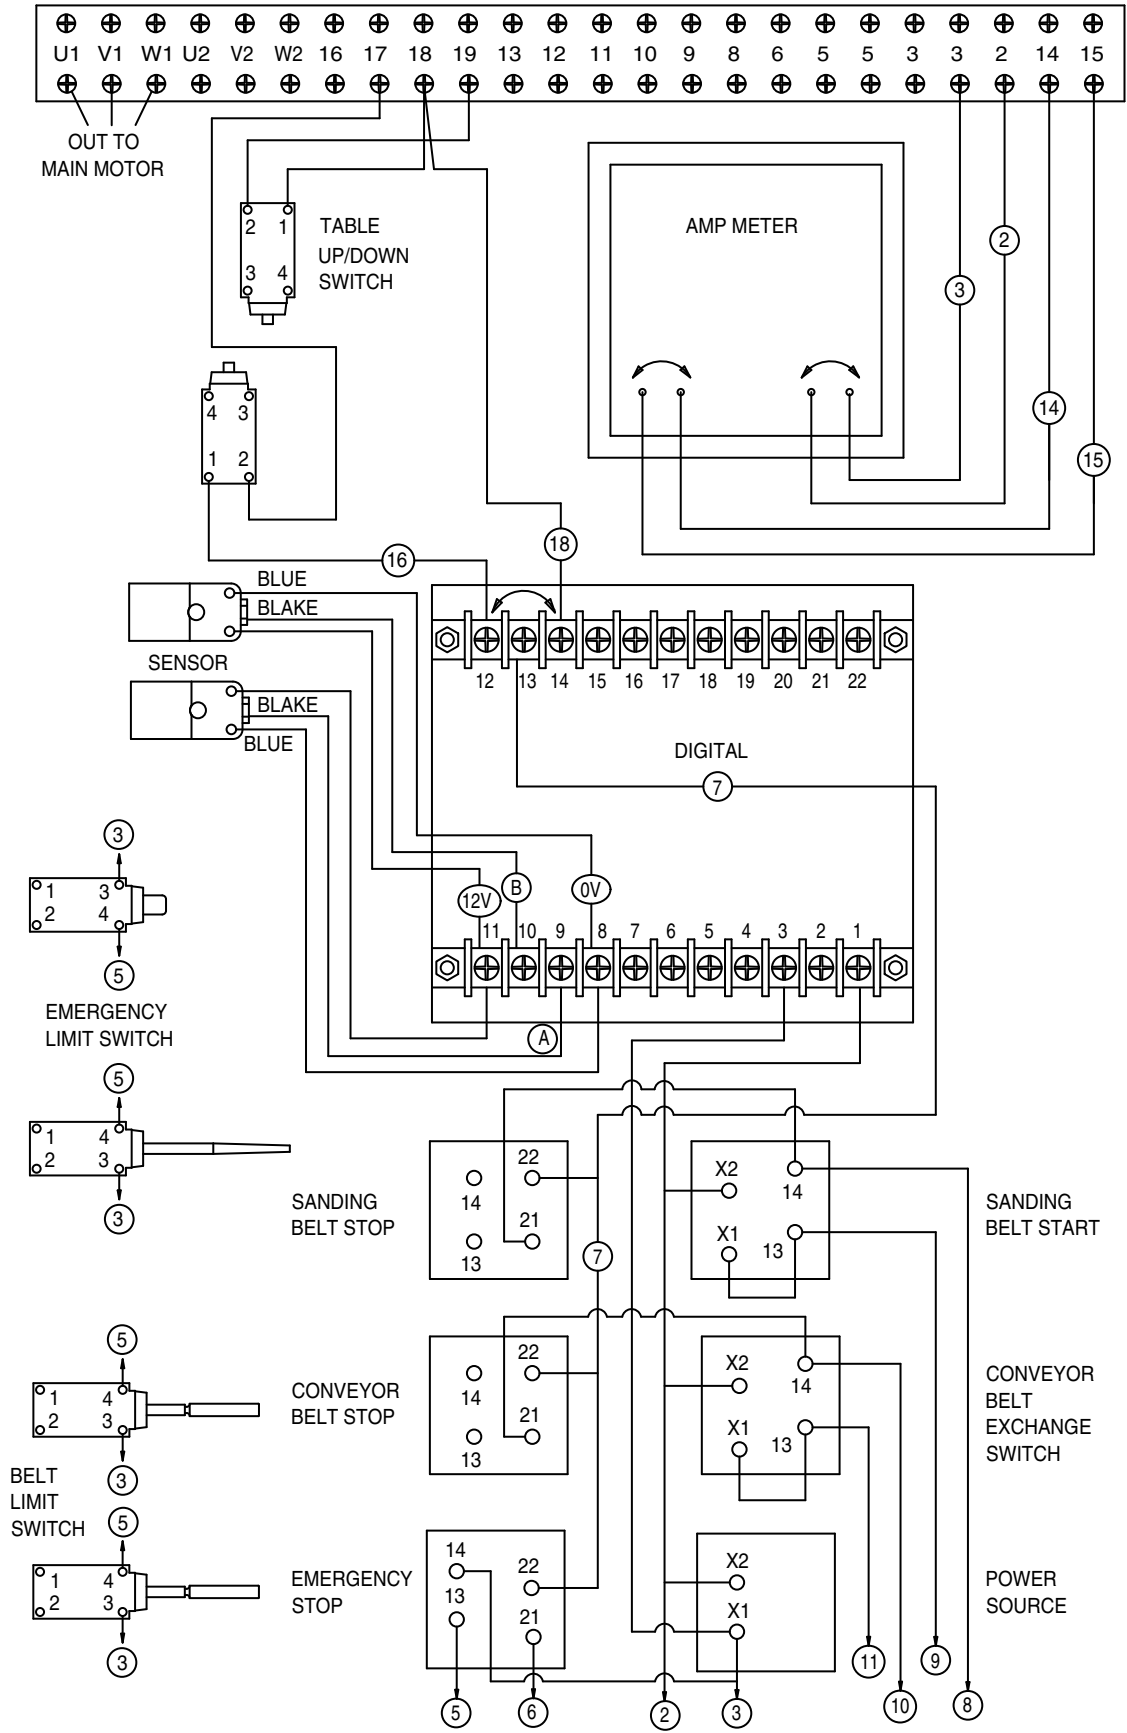 U1 V1 W1 U2 V2 W2 16 17 18 19 13 12 11 10 9 8 6 5 5 3 3 2 14 15
OUT TO
MAIN MOTOR
2 1
3 4
TABLE
UP/DOWN
SWITCH
AMP METER
2
3
14
15
4 3
1 2
16
18
BLUE
BLAKE
SENSOR
BLAKE
BLUE
12 13 14 15 16 17 18 19 20 21 22
DIGITAL
7
12V
B
0V
11 10 9 8 7 6 5 4 3 2 1
A
3
1 3
2 4
5
EMERGENCY
LIMIT SWITCH
5
1 4
2 3
3
SANDING
BELT STOP
22
14
21
13
7
X2
14
X1
13
SANDING
BELT START
5
1 4
2 3
3
CONVEYOR
BELT STOP
22
14
21
13
X2
14
X1
13
CONVEYOR
BELT
EXCHANGE
SWITCH
BELT
LIMIT
SWITCH
5
1 4
2 3
3
EMERGENCY
STOP
14
22
13
21
X2
X1
POWER
SOURCE
5
6
2
3
11
10
9
8